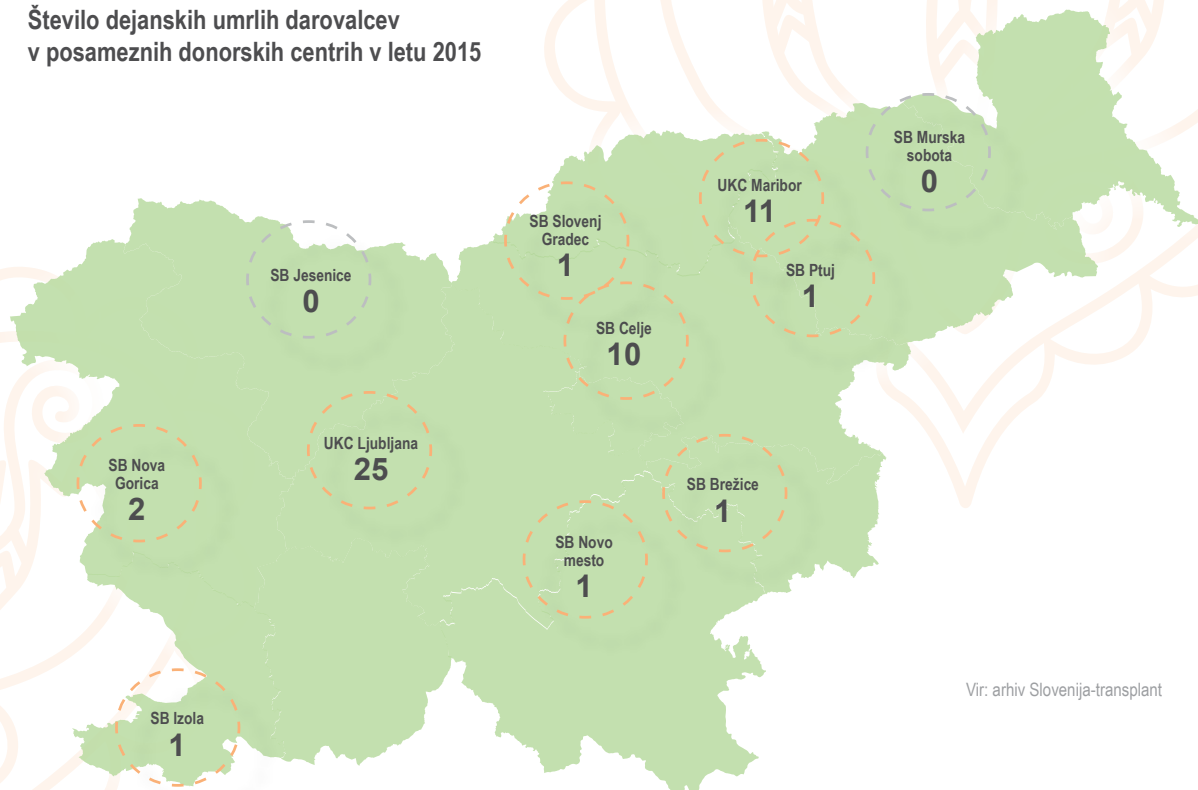 Število dejanskih umrlih darovalcev
v posameznih donorskih centrih v letu 2015
SB Murska
sobota
0
UKC Maribor
11
SB Slovenj
Gradec
1
SB Jesenice
0
SB Ptuj
1
SB Celje
10
UKC Ljubljana
25
SB Nova
Gorica
2
SB Brežice
1
SB Novo
mesto
1
SB Izola
1
Vir: arhiv Slovenija-transplant